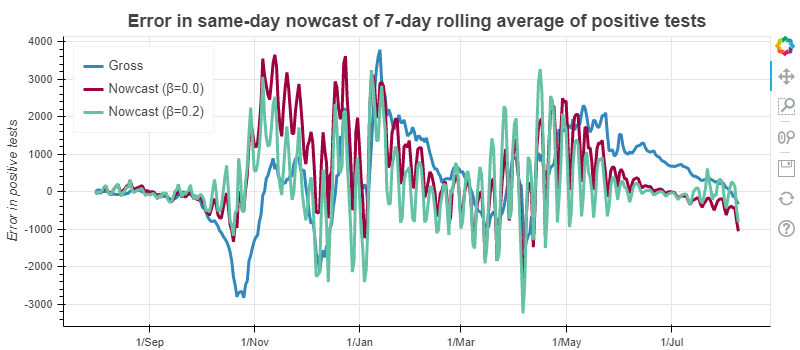 Error in same-day nowcast of 7-day rolling average of positive tests
Error in positive tests
4000
3000
2000
1000
0
-1000
-2000
-3000
Gross
Nowcast (β=0.0)
Nowcast (β=0.2)
1/Sep
1/Nov
1/Jan
1/Mar
1/May
1/Jul